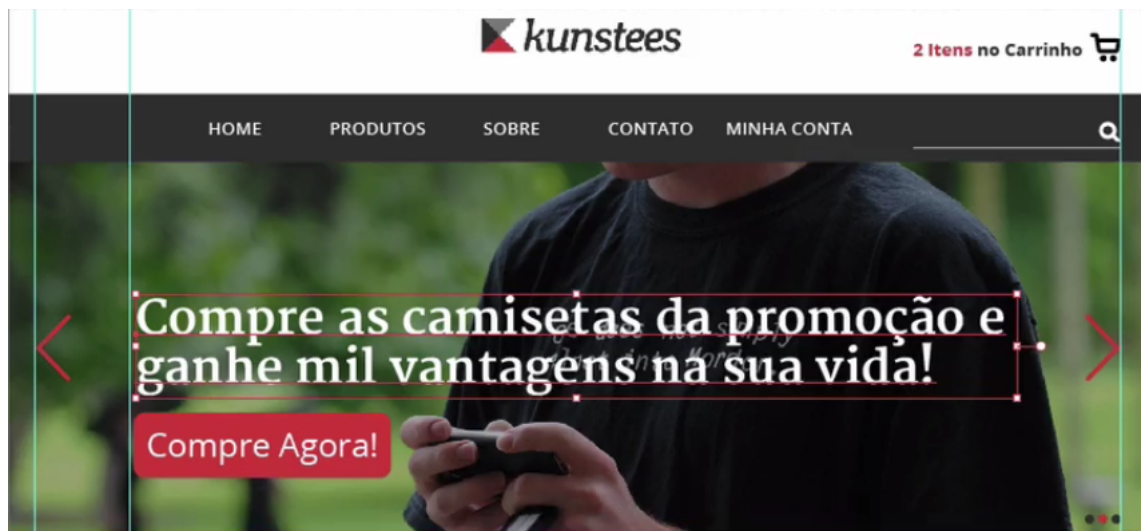 kunstees
2 Itens no Carrinho
HOME PRODUTOS SOBRE CONTATO MINHA CONTA
Compre as camisetas da promoção e
ganhe mil vantagens na sua vida!
Compre Agora!